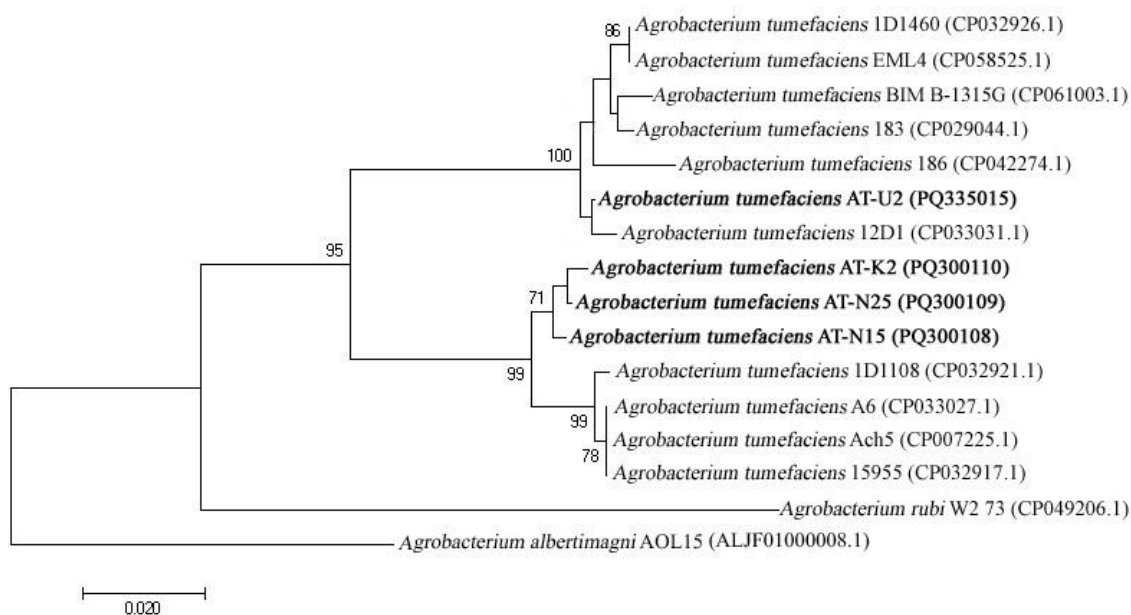 86
Agrobacterium tumefaciens 1D1460 (CP032926.1)
Agrobacterium tumefaciens EML4 (CP058525.1)
Agrobacterium tumefaciens BIM B-1315G (CP061003.1)
Agrobacterium tumefaciens 183 (CP029044.1)
100
Agrobacterium tumefaciens 186 (CP042274.1)
Agrobacterium tumefaciens AT-U2 (PQ335015)
Agrobacterium tumefaciens 12D1 (CP033031.1)
95
Agrobacterium tumefaciens AT-K2 (PQ300110)
71
Agrobacterium tumefaciens AT-N25 (PQ300109)
Agrobacterium tumefaciens AT-N15 (PQ300108)
99
Agrobacterium tumefaciens 1D1108 (CP032921.1)
Agrobacterium tumefaciens A6 (CP033027.1)
99
Agrobacterium tumefaciens Ach5 (CP007225.1)
78
Agrobacterium tumefaciens 15955 (CP032917.1)
Agrobacterium rubi W2 73 (CP049206.1)
Agrobacterium albertimagni AOL15 (ALJF01000008.1)
0.020